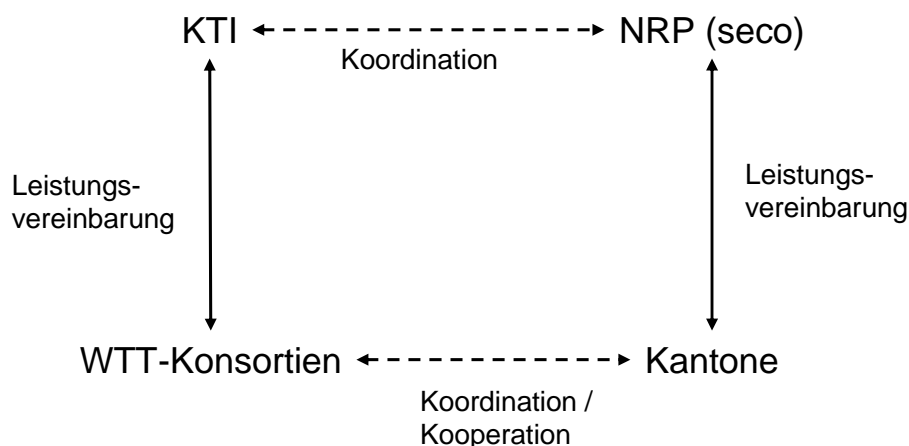 KTI
NRP (seco)
Koordination
Leistungs-
vereinbarung
Leistungs-
vereinbarung
WTT-Konsortien
Kantone
Koordination /
Kooperation